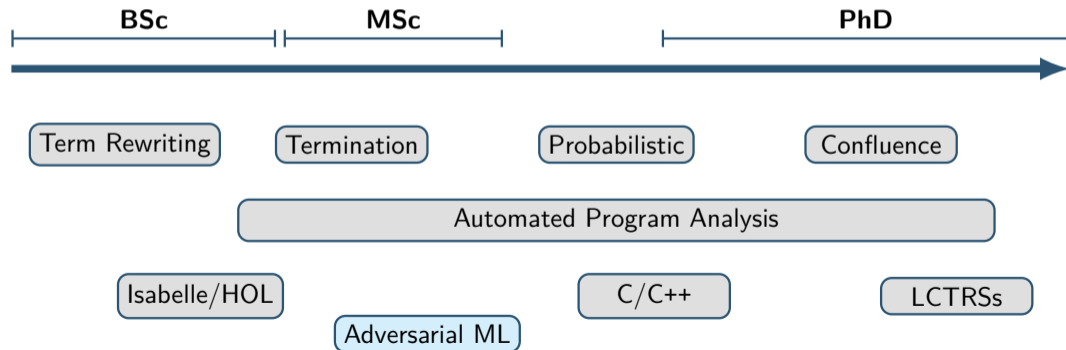 BSc MSc PhD
Term Rewriting Termination Probabilistic Confluence
Automated Program Analysis
Isabelle/HOL C/C++ LCTRSs
Adversarial ML